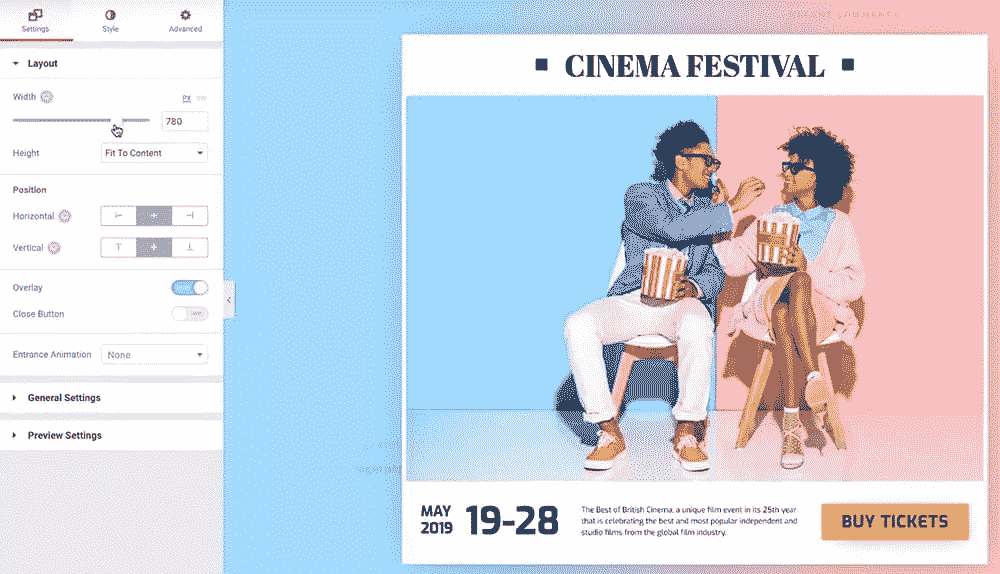 Settings
Style
Advanced
Layout
Width
PX
780
Height
Fit To Content
Position
Horizontal
Vertical
Overlay
Close Button
Entrance Animation
None
General Settings
Preview Settings
CINEMA FESTIVAL
MAY
2019
19-28
The Best of British Cinema, a unique film event in its 25th year
that is celebrating the best and most popular independent and
studio films from the global film industry.
BUY TICKETS